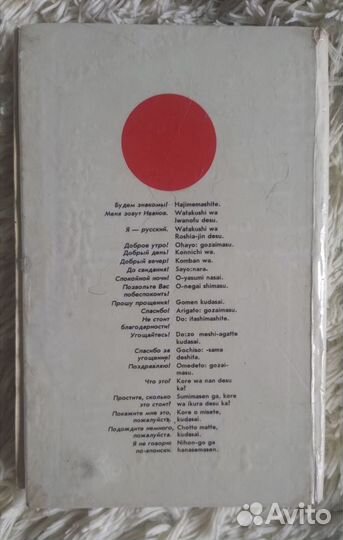 Будем знакомы! Hajimemashite.
Меня зовут Иванов. Watakushi wa
Iwanofu desu.
Я — русский. Watakushi wa
Roshia-jin desu.
Доброе утро! Ohayo: gozaimasu.
Добрый день! Konnichi wa.
Добрый вечер! Komban wa.
До свидания! Sayo:nara.
Спокойной ночи! O-yasumi nasai.
Позвольте Вас O-negai shimasu.
побеспокоить!
Прошу прощения! Gomen kudasai.
Спасибо! Arigato: gozaimasu.
Не стоит Do: itashimashite.
благодарности!
Угощайтесь! Do:zo meshi-agatte
kudasai.
Спасибо за Gochiso: -sama
угощение! deshita.
Поздравляю! Omedeto: gozai-
masu.
Что это? Kore wa nan desu
ka?
Простите, сколько Sumimasen ga, kore
это стоит? wa ikura desu ka?
Покажите мне это, Kore o misete,
пожалуйста. kudasai.
Подождите немного, Chotto matte,
пожалуйста. kudasai.
Я не говорю Nihon-go ga
по-японски. hanasemasen.
Avito